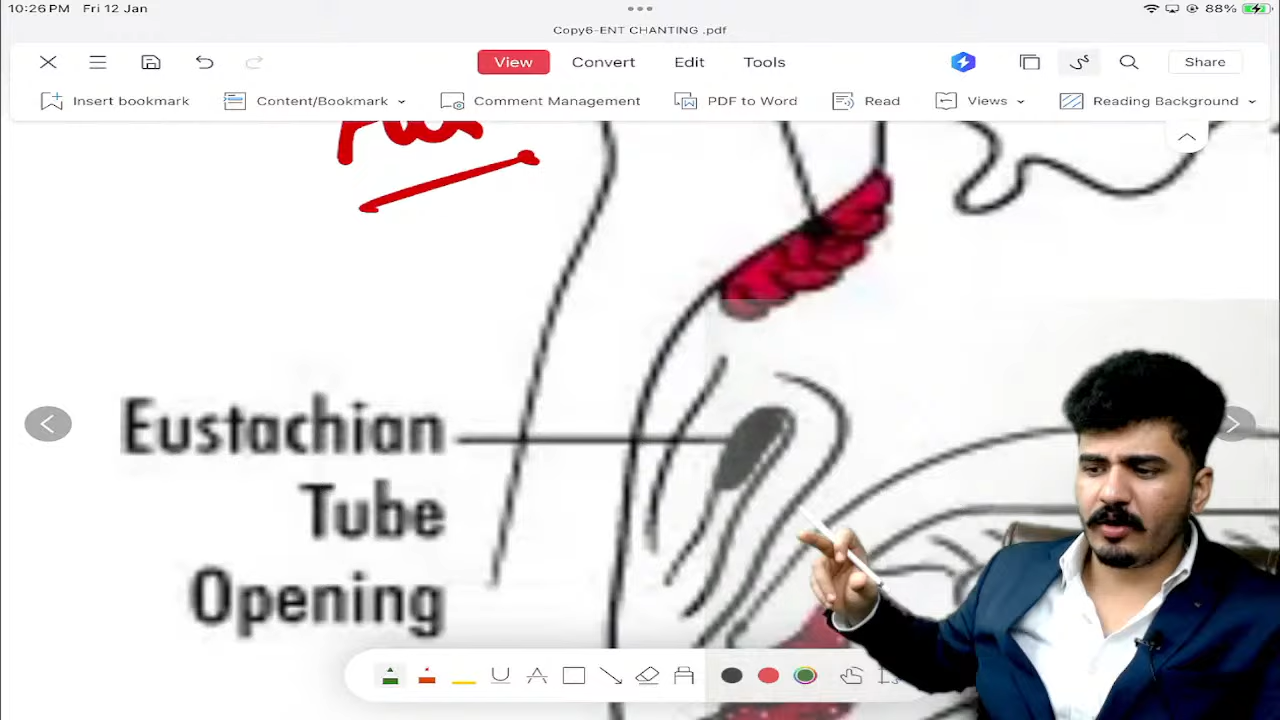 10:26 PM Fri 12 Jan
88%
Copy6-ENT CHANTING .pdf
View Convert Edit Tools
Share
Insert bookmark Content/Bookmark Comment Management PDF to Word Read Views Reading Background
Eustachian
Tube
Opening